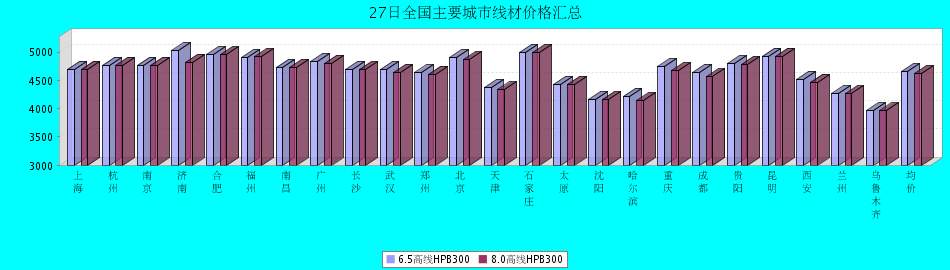 27日全国主要城市线材价格汇总
5000
4500
4000
3500
3000
上海 杭州 南京 济南 合肥 福州 南昌 广州 长沙 武汉 郑州 北京 天津 石家庄 太原 沈阳 哈尔滨 重庆 成都 贵阳 昆明 西安 兰州 乌鲁木齐 均价
6.5高线HPB300 8.0高线HPB300